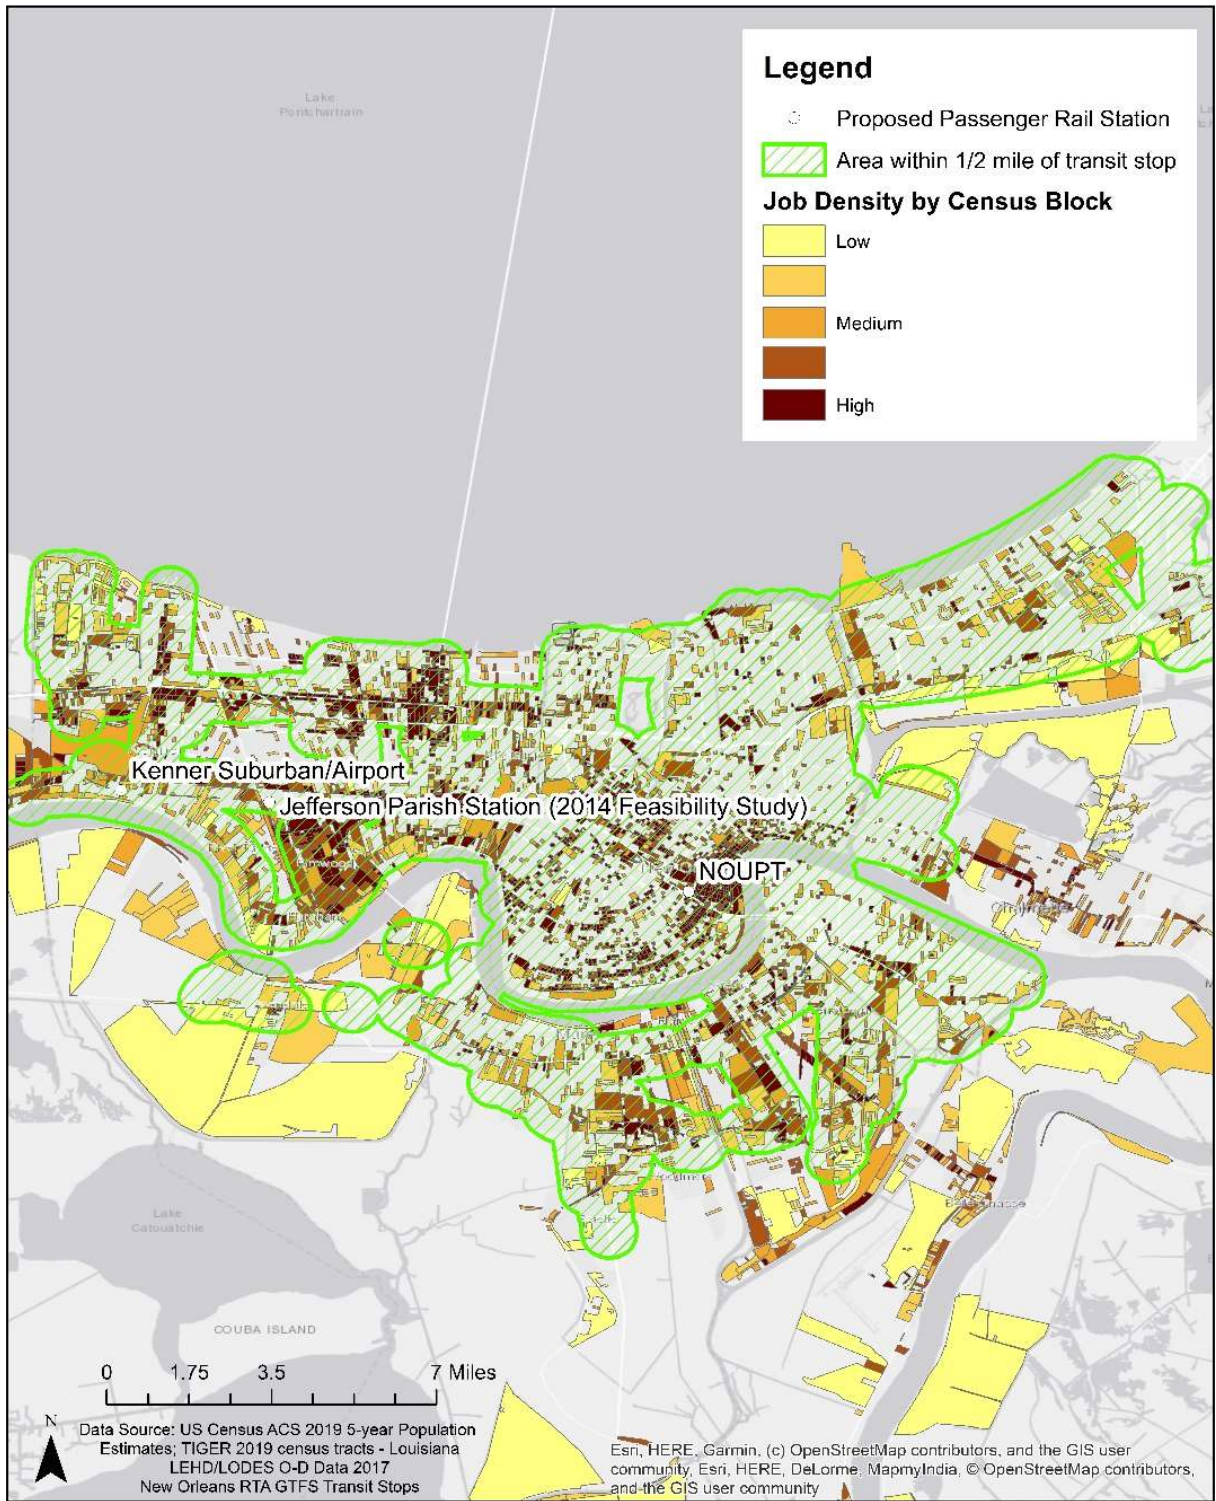 Lake
Pontchartrain
Legend
Proposed Passenger Rail Station
Area within 1/2 mile of transit stop
Job Density by Census Block
Low
Medium
High
Kenner Suburban/Airport
Jefferson Parish Station (2014 Feasibility Study)
NOUPT
Lake
Catouatchie
COUBA ISLAND
0 1.75 3.5 7 Miles
N
Data Source: US Census ACS 2019 5-year Population
Estimates; TIGER 2019 census tracts - Louisiana
LEHD/LODES O-D Data 2017
New Orleans RTA GTFS Transit Stops
Esri, HERE, Garmin, (c) OpenStreetMap contributors, and the GIS user
community, Esri, HERE, DeLorme, MapmyIndia, © OpenStreetMap contributors,
and the GIS user community